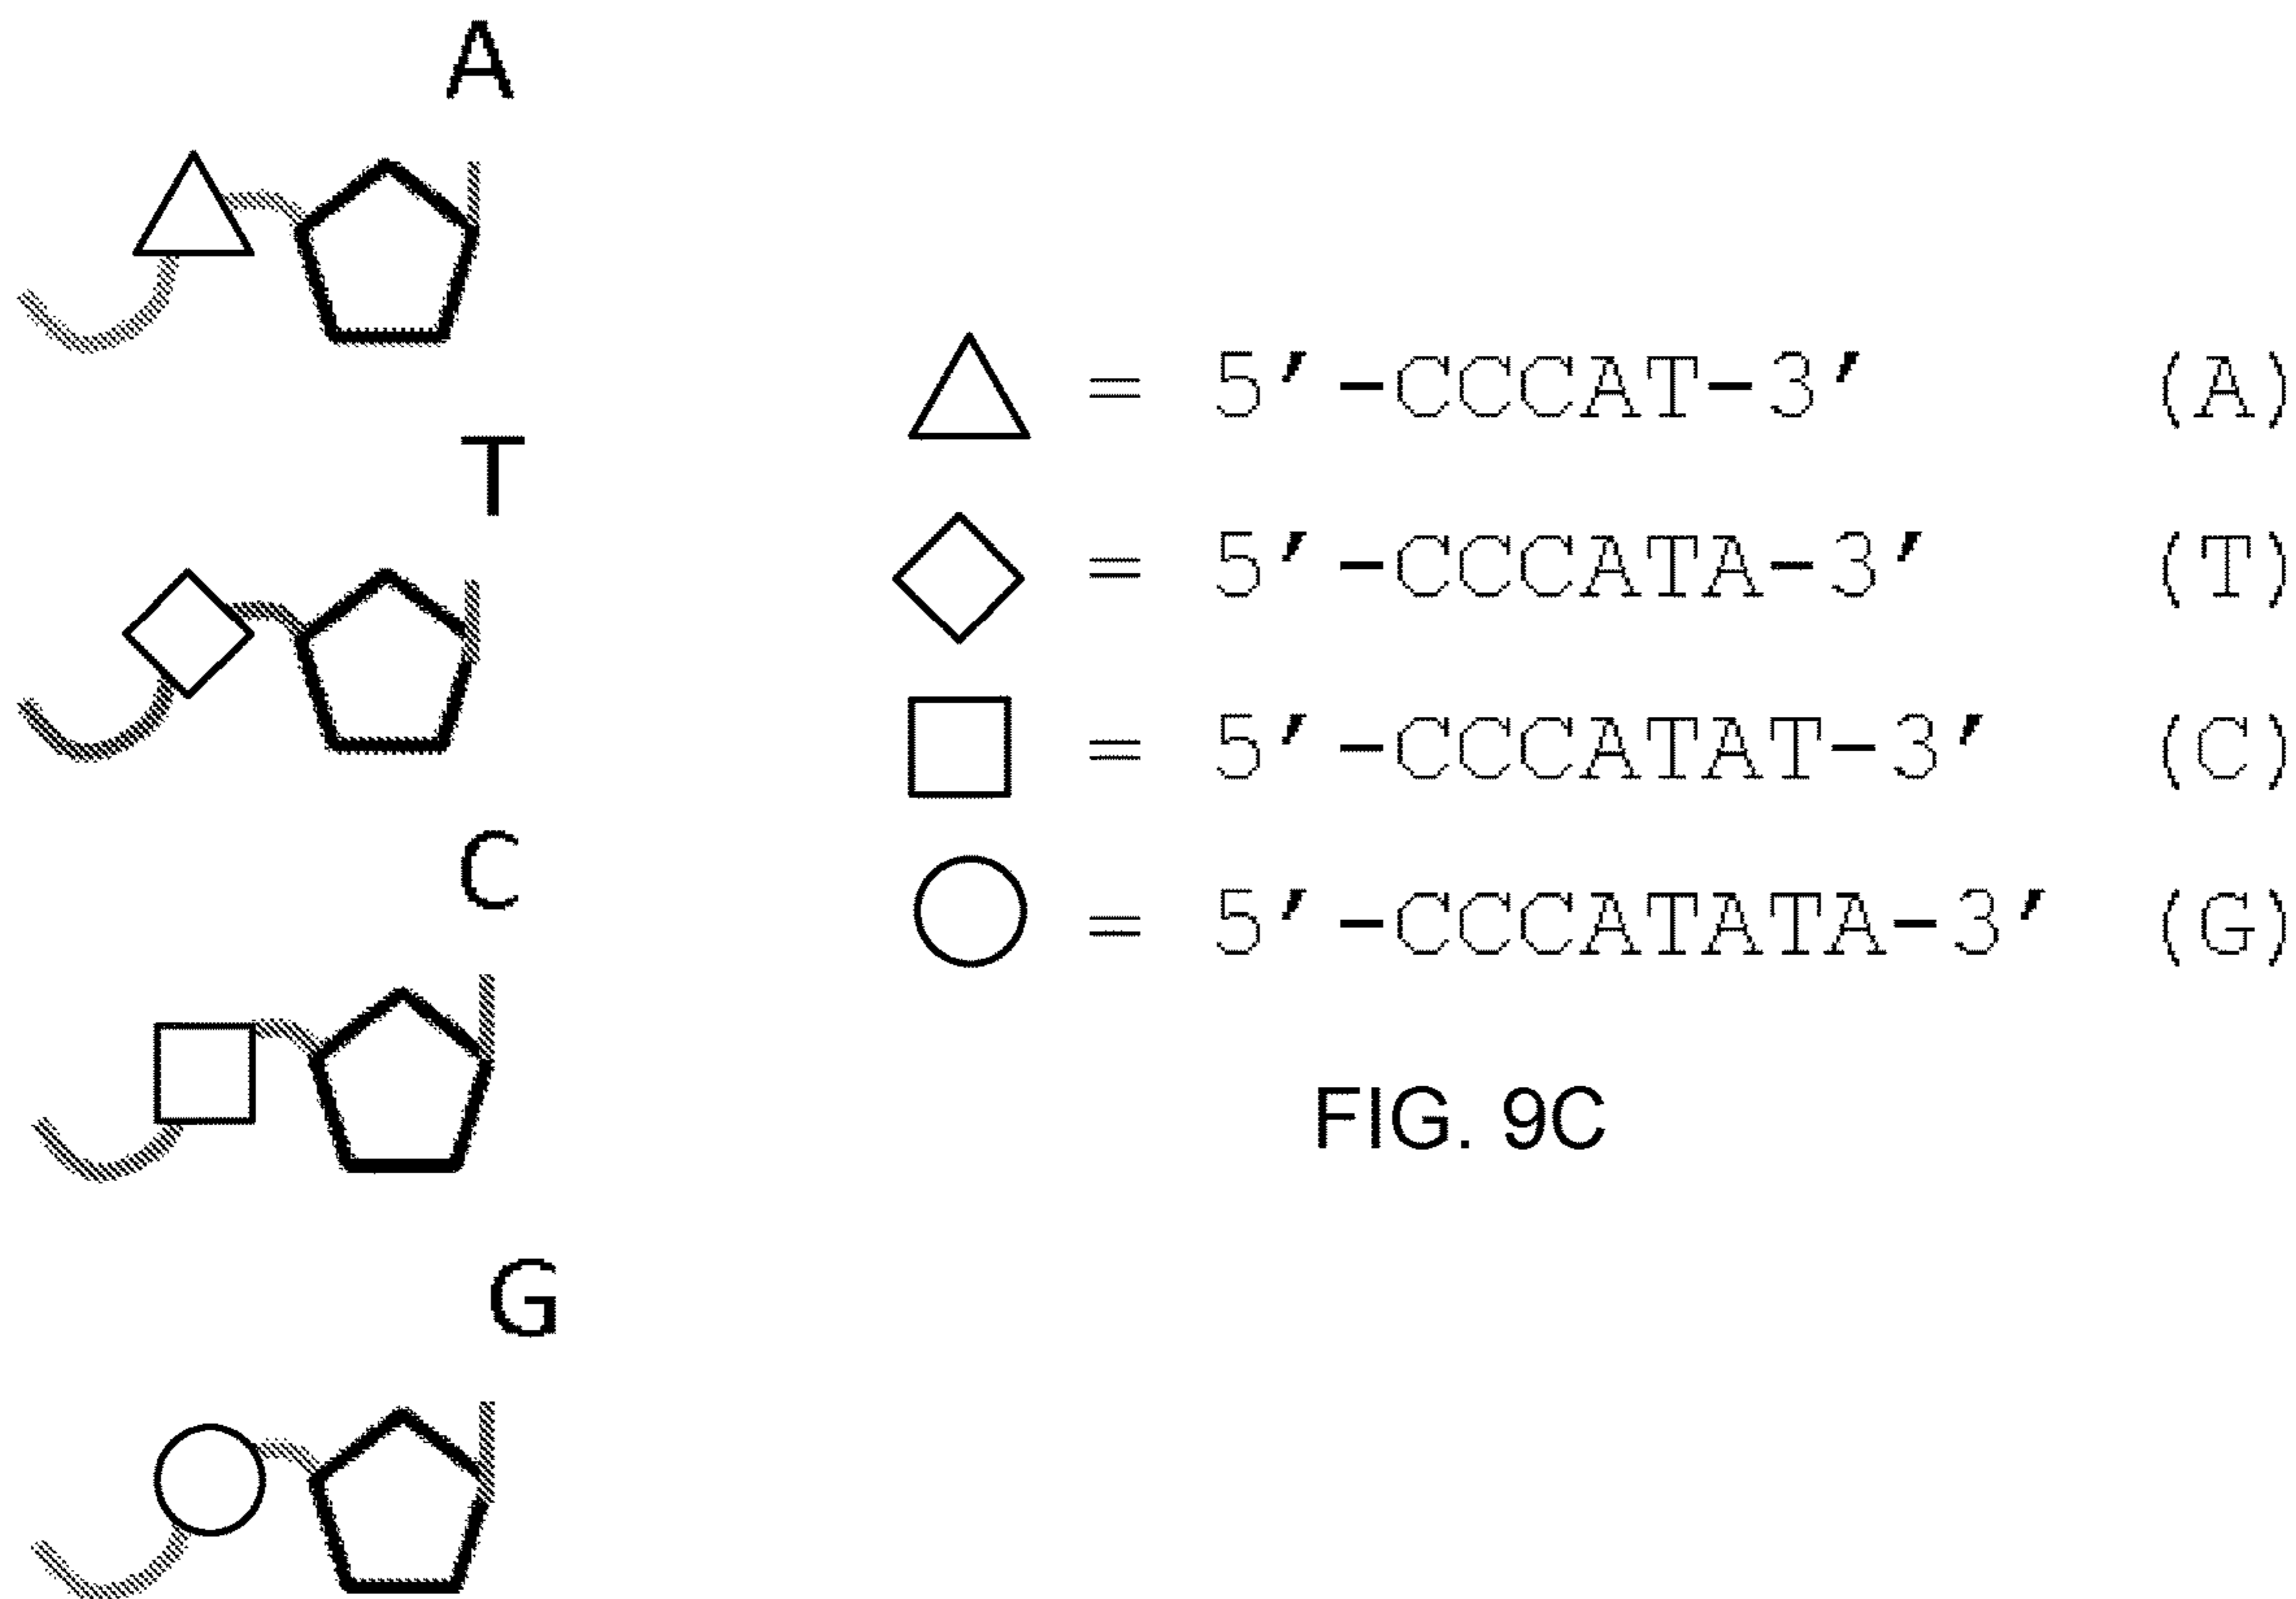 A
T
C
G
= 5′-CCCAT-3′ (A)
= 5′-CCCATA-3′ (T)
= 5′-CCCATAT-3′ (C)
= 5′-CCCATATA-3′ (G)
FIG. 9C